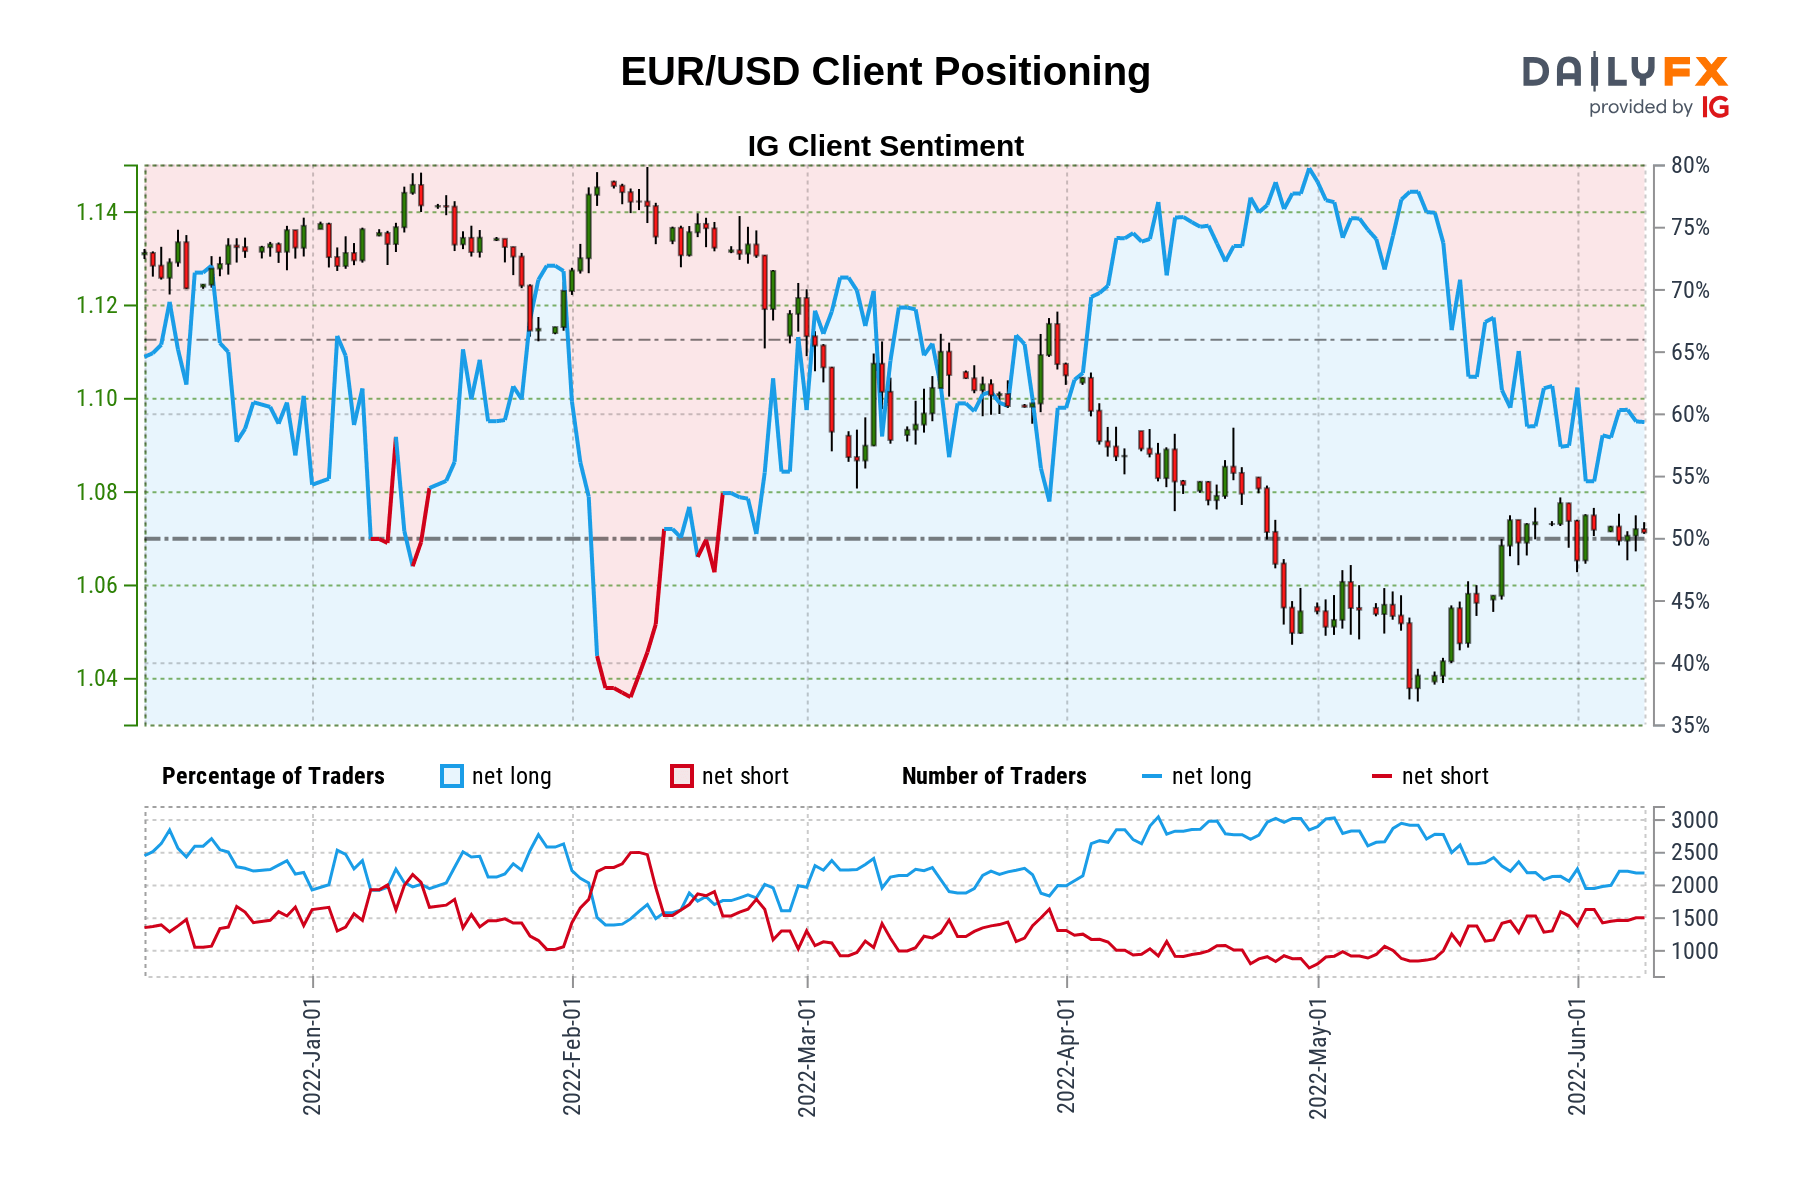 EUR/USD Client Positioning
DAILYFX
provided by IG
IG Client Sentiment
1.14
1.12
1.10
1.08
1.06
1.04
80%
75%
70%
65%
60%
55%
50%
45%
40%
35%
Percentage of Traders net long net short Number of Traders net long net short
3000
2500
2000
1500
1000
2022-Jan-01
2022-Feb-01
2022-Mar-01
2022-Apr-01
2022-May-01
2022-Jun-01